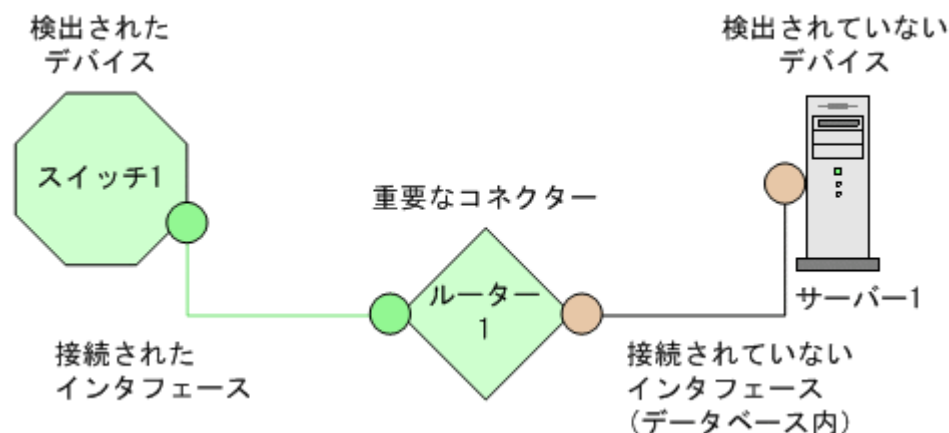 検出された
デバイス
検出されていない
デバイス
スイッチ1
重要なコネクター
ルーター
1
サーバー1
接続された
インタフェース
接続されていない
インタフェース
(データベース内)